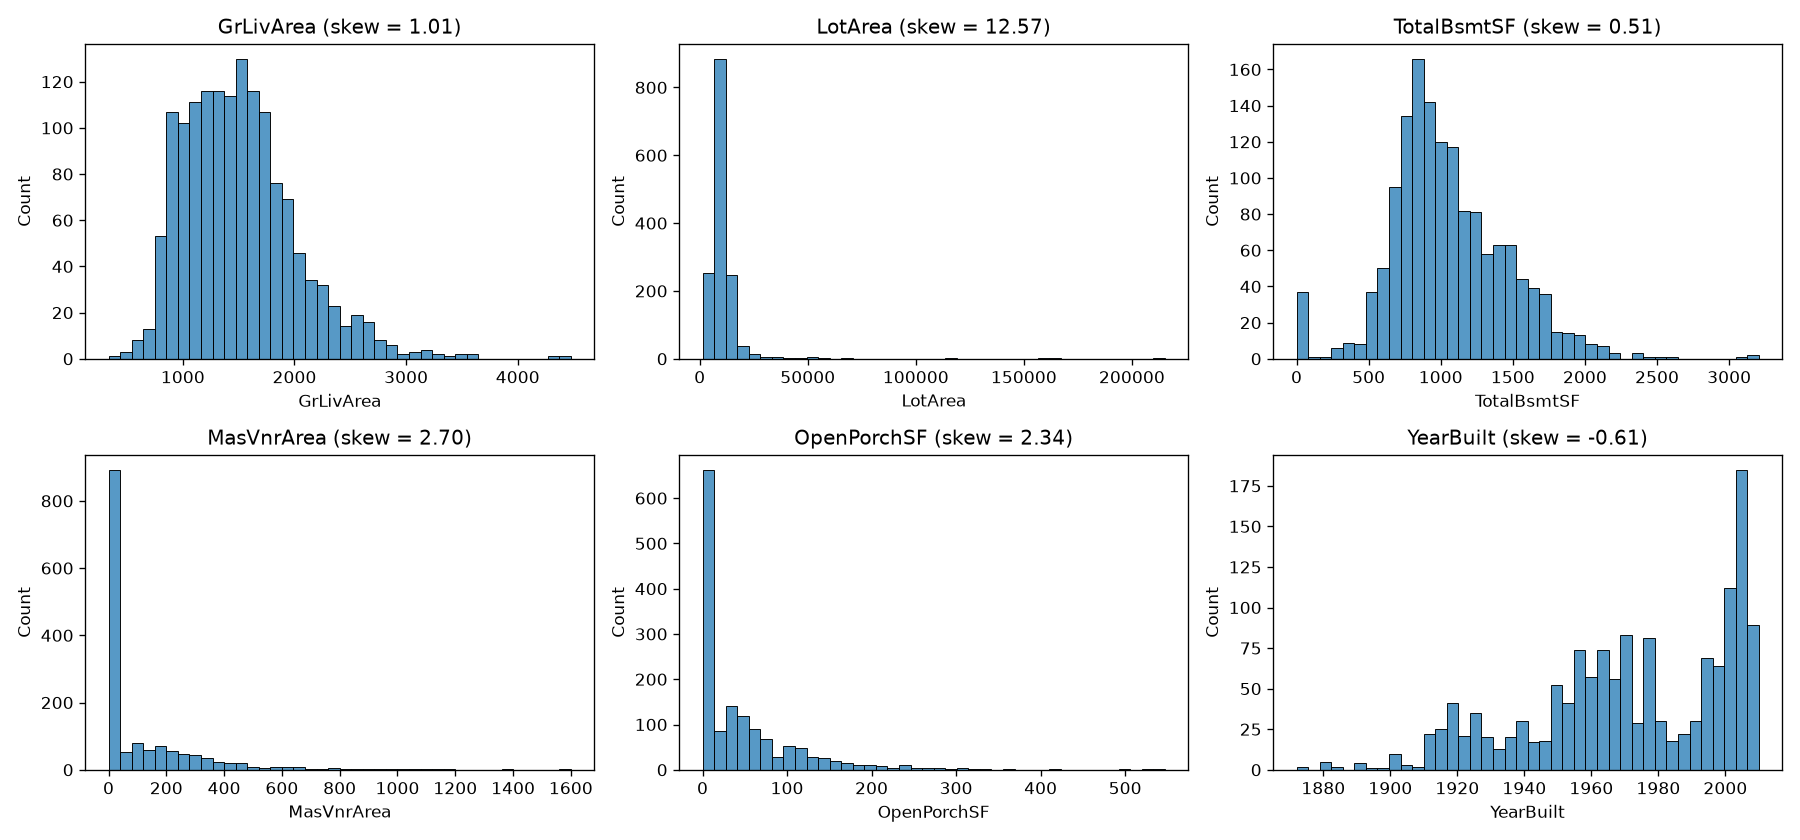 GrLivArea (skew = 1.01)
120
100
80
60
40
20
0
Count
1000 2000 3000 4000
GrLivArea
LotArea (skew = 12.57)
800
600
400
200
0
Count
0 50000 100000 150000 200000
LotArea
TotalBsmtSF (skew = 0.51)
160
140
120
100
80
60
40
20
0
Count
0 500 1000 1500 2000 2500 3000
TotalBsmtSF
MasVnrArea (skew = 2.70)
800
600
400
200
0
Count
0 200 400 600 800 1000 1200 1400 1600
MasVnrArea
OpenPorchSF (skew = 2.34)
600
500
400
300
200
100
0
Count
0 100 200 300 400 500
OpenPorchSF
YearBuilt (skew = -0.61)
175
150
125
100
75
50
25
0
Count
1880 1900 1920 1940 1960 1980 2000
YearBuilt